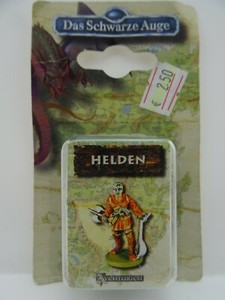 Das Schwarze Auge
€ 2,50
HELDEN